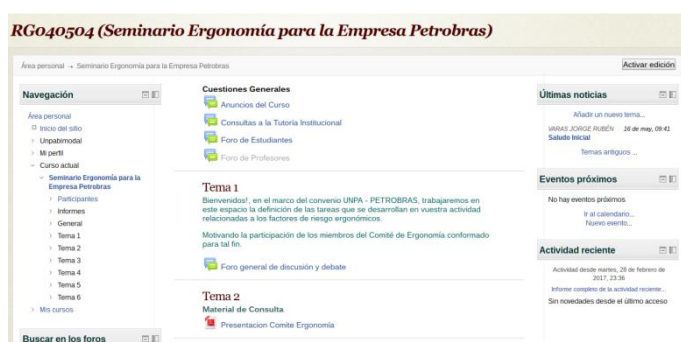 RG040504 (Seminario Ergonomía para la Empresa Petrobras)
Área personal → Seminario Ergonomía para la Empresa Petrobras
Activar edición
Navegación
Área personal
Inicio del sitio
Unpabimodal
Mi perfil
Curso actual
Seminario Ergonomía para la
Empresa Petrobras
Participantes
Informes
General
Tema 1
Tema 2
Tema 3
Tema 4
Tema 5
Tema 6
Mis cursos
Buscar en los foros
Cuestiones Generales
Anuncios del Curso
Consultas a la Tutoría Institucional
Foro de Estudiantes
Foro de Profesores
Tema 1
Bienvenidos!, en el marco del convenio UNPA - PETROBRAS, trabajaremos en
este espacio la definición de las tareas que se desarrollan en vuestra actividad
relacionadas a los factores de riesgo ergonómicos.
Motivando la participación de los miembros del Comité de Ergonomía conformado
para tal fin.
Foro general de discusión y debate
Tema 2
Material de Consulta
Presentacion Comite Ergonomía
Últimas noticias
Añadir un nuevo tema...
VARAS JORGE RUBÉN 16 de may, 09:41
Saludo Inicial
Temas antiguos ...
Eventos próximos
No hay eventos próximos
Ir al calendario...
Nuevo evento...
Actividad reciente
Actividad desde martes, 28 de febrero de
2017, 23:36
Informe completo de la actividad reciente...
Sin novedades desde el último acceso